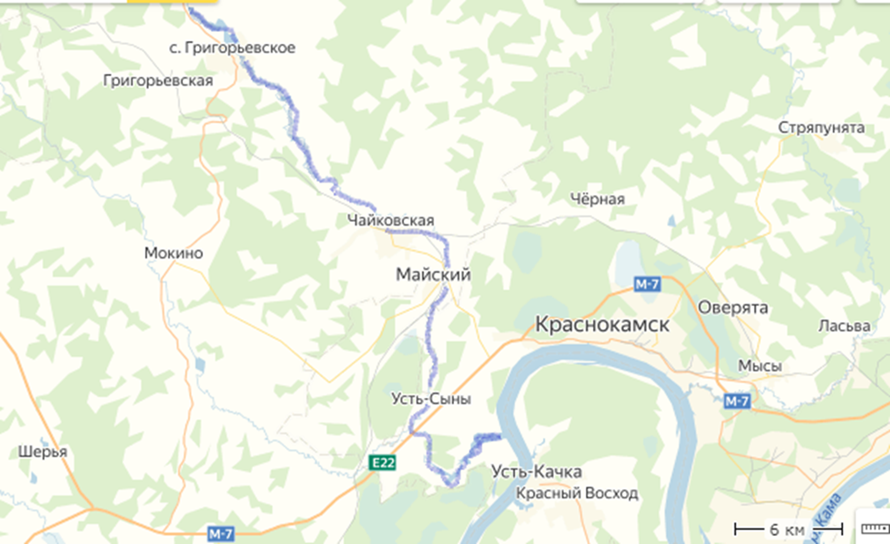 с. Григорьевское
Григорьевская
Стряпунята
Чёрная
Чайковская
Мокино
Майский
М-7
Оверята
Краснокамск
Ласьва
Мысы
Усть-Сыны
М-7
Шерья
E22
Усть-Качка
Красный Восход
М-7
6 км
р. Кама